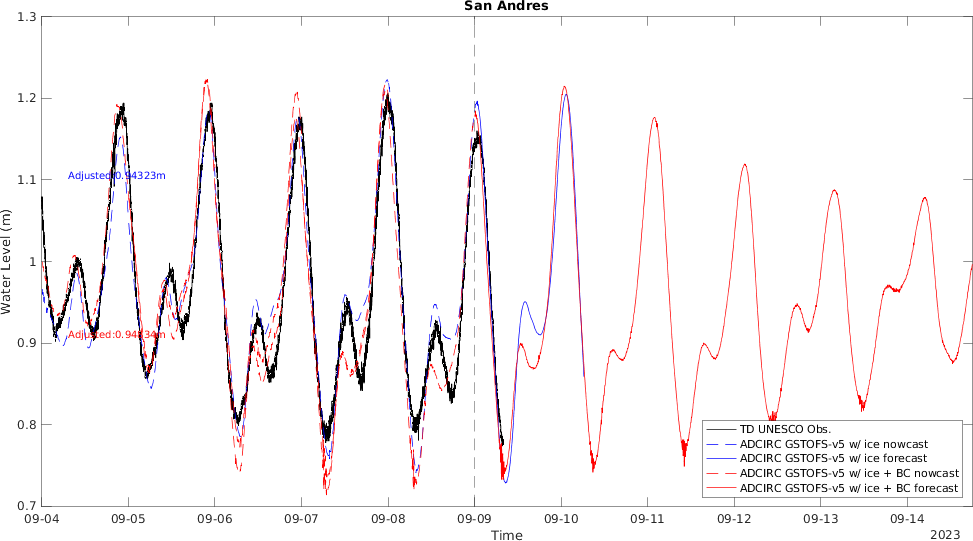 San Andres
1.3
1.2
1.1
1
0.9
0.8
0.7
Water Level (m)
Adjusted:0.94323m
Adjusted:0.94834m
TD UNESCO Obs.
ADCIRC GSTOFS-v5 w/ ice nowcast
ADCIRC GSTOFS-v5 w/ ice forecast
ADCIRC GSTOFS-v5 w/ ice + BC nowcast
ADCIRC GSTOFS-v5 w/ ice + BC forecast
09-04 09-05 09-06 09-07 09-08 09-09 09-10 09-11 09-12 09-13 09-14
Time
2023